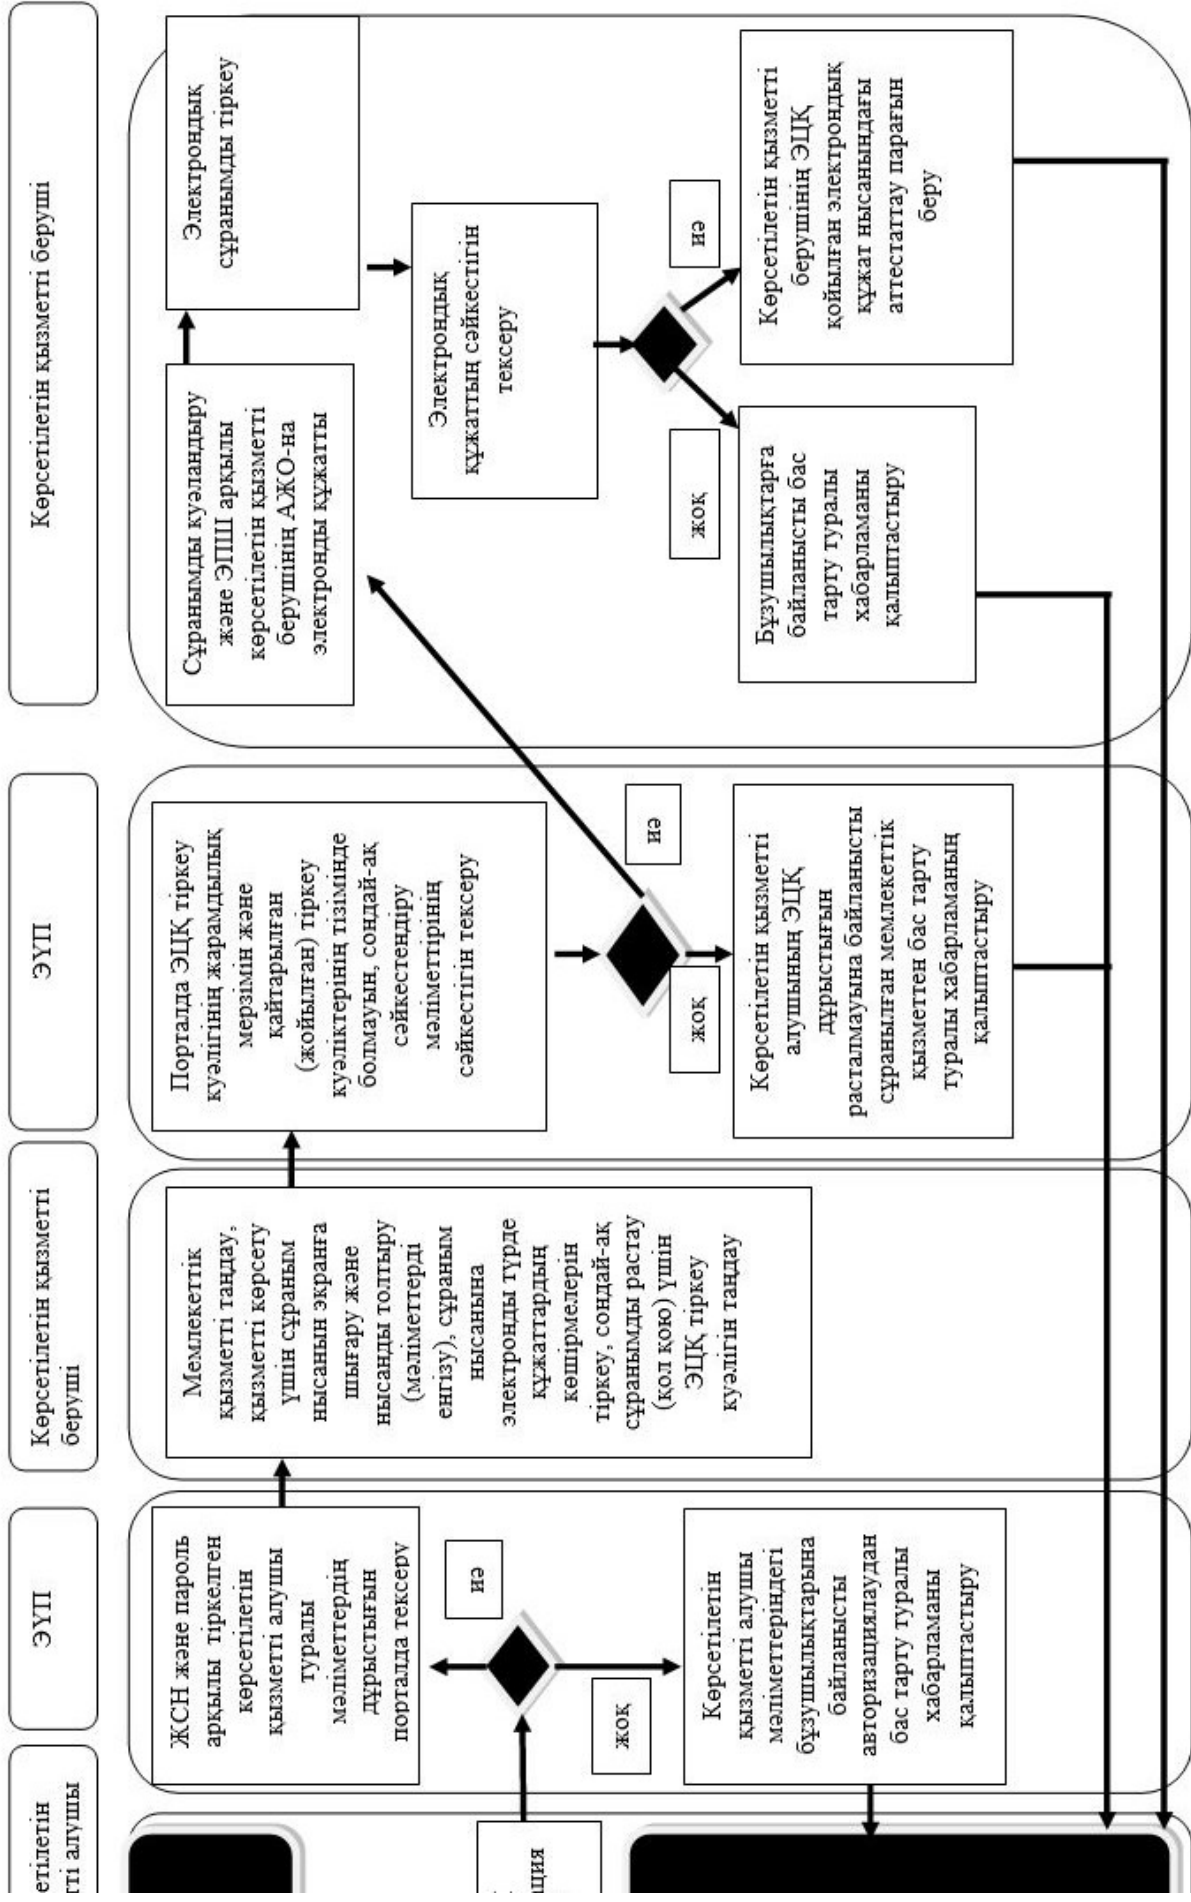 етілетін
ті алушы
ЭҮП
Көрсетілетін қызметті
беруші
ЭҮП
Көрсетілетін қызметті беруші
ация
ЖСН және пароль
арқылы тіркелген
көрсетілетін
қызметті алушы
туралы
мәліметтердің
дұрыстығын
порталда тексеру
иә
жоқ
Көрсетілетін
қызметті алушы
мәліметтеріндегі
бұзушылықтарына
байланысты
авторизациялаудан
бас тарту туралы
хабарламаны
қалыптастыру
Мемлекеттік
қызметті таңдау,
қызметті көрсету
үшін сұраным
нысанын экранға
шығару және
нысанды толтыру
(мәліметтерді
енгізу), сұраным
нысанына
электронды түрде
құжаттардың
көшірмелерін
тіркеу, сондай-ақ
сұранымды растау
(қол қою) үшін
ЭЦҚ тіркеу
куәлігін таңдау
Порталда ЭЦҚ тіркеу
куәлігінің жарамдылық
мерзімін және
қайтарылған
(жойылған) тіркеу
куәліктерінің тізімінде
болмауын, сондай-ақ
сәйкестендіру
мәліметтірінің
сәйкестігін тексеру
иә
жоқ
Көрсетілетін қызметті
алушының ЭЦҚ
дұрыстығын
расталмауына байланысты
сұранылған мемлекеттік
қызметтен бас тарту
туралы хабарламаның
қалыптастыру
Сұранымды куәландыру
және ЭПШ арқылы
көрсетілетін қызметті
берушінің АЖО-на
электронды құжатты
Электрондық
сұранымды тіркеу
Электрондық
құжаттың сәйкестігін
тексеру
иә
жоқ
Бұзушылықтарға
байланысты бас
тарту туралы
хабарламаны
қалыптастыру
Көрсетілетін қызметті
берушінің ЭЦҚ
қойылған электрондық
құжат нысанындағы
аттестаттау парағын
беру